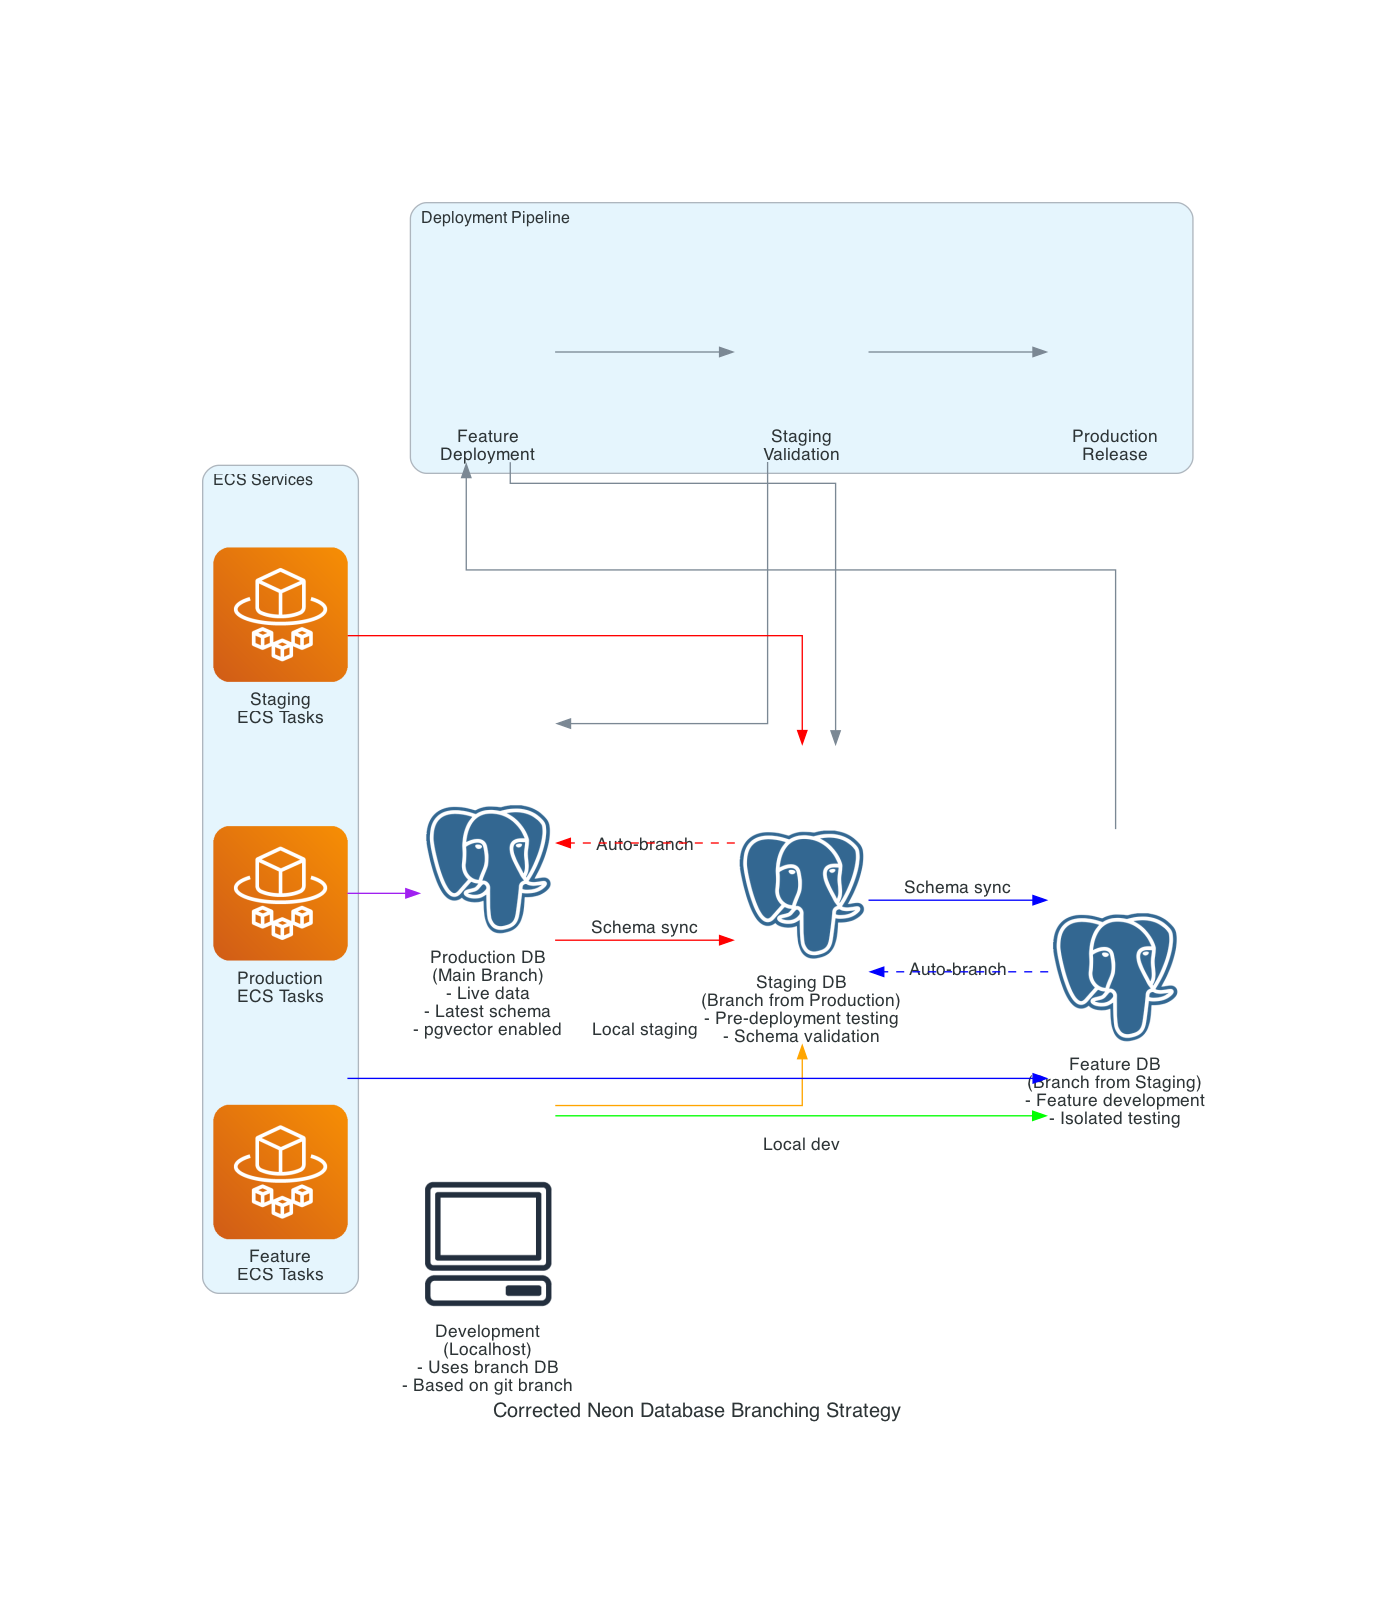 Deployment Pipeline
Feature
Deployment
Staging
Validation
Production
Release
ECS Services
Staging
ECS Tasks
Production
ECS Tasks
Feature
ECS Tasks
Auto-branch
Schema sync
Schema sync
Auto-branch
Production DB
(Main Branch)
- Live data
- Latest schema
- pgvector enabled
Local staging
Staging DB
(Branch from Production)
- Pre-deployment testing
- Schema validation
Feature DB
(Branch from Staging)
- Feature development
- Isolated testing
Local dev
Development
(Localhost)
- Uses branch DB
- Based on git branch
Corrected Neon Database Branching Strategy